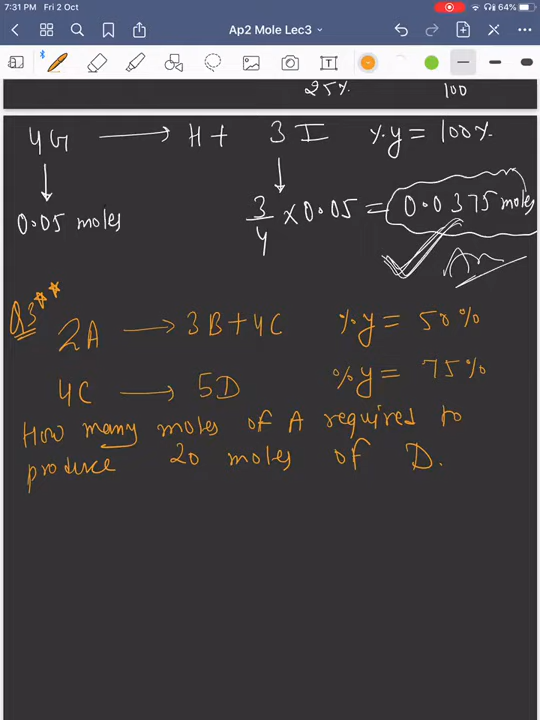 7:31 PM Fri 2 Oct 64%
Ap2 Mole Lec3
25% 100
4G → H + 3I %y = 100%
0.05 moles 3/4 × 0.05 = 0.0375 moles
Ans
Q3** 2A → 3B + 4C %y = 50%
4C → 5D %y = 75%
How many moles of A required to
produce 20 moles of D.